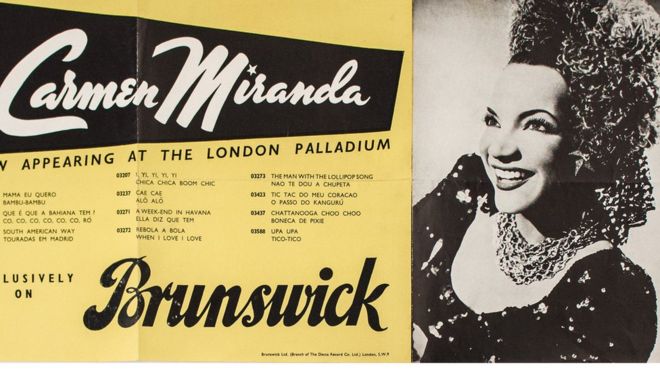 Carmen Miranda
W APPEARING AT THE LONDON PALLADIUM
MAMA EU QUERO
BAMBU-BAMBU
QUE É QUE A BAHIANA TEM ?
CO, CO, CO, CO, CO, CO, RÓ
SOUTH AMERICAN WAY
TOURADAS EM MADRID
03207 I, YI, YI, YI, YI
CHICA CHICA BOOM CHIC
03237 CAE CAE
ALÔ ALÔ
03271 A WEEK-END IN HAVANA
ELLA DIZ QUE TEM
03272 REBOLA A BOLA
WHEN I LOVE I LOVE
03273 THE MAN WITH THE LOLLIPOP SONG
NAO TE DOU A CHUPETA
03423 TIC TAC DO MEU CORACAO
O PASSO DO KANGURÚ
03437 CHATTANOOGA CHOO CHOO
BONECA DE PIXIE
03588 UPA UPA
TICO-TICO
CLUSIVELY
ON
Brunswick
Brunswick Ltd. (Branch of The Decca Record Co. Ltd.) London, S.W.9